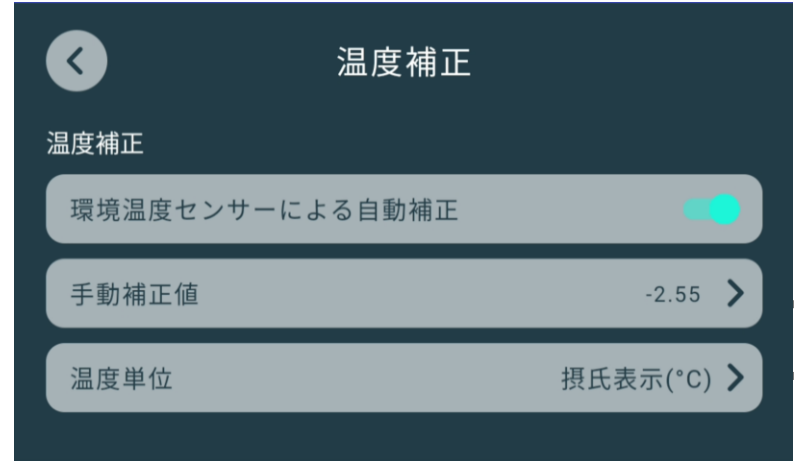 温度補正
温度補正
環境温度センサーによる自動補正
手動補正値 -2.55
温度単位 摂氏表示(°C)